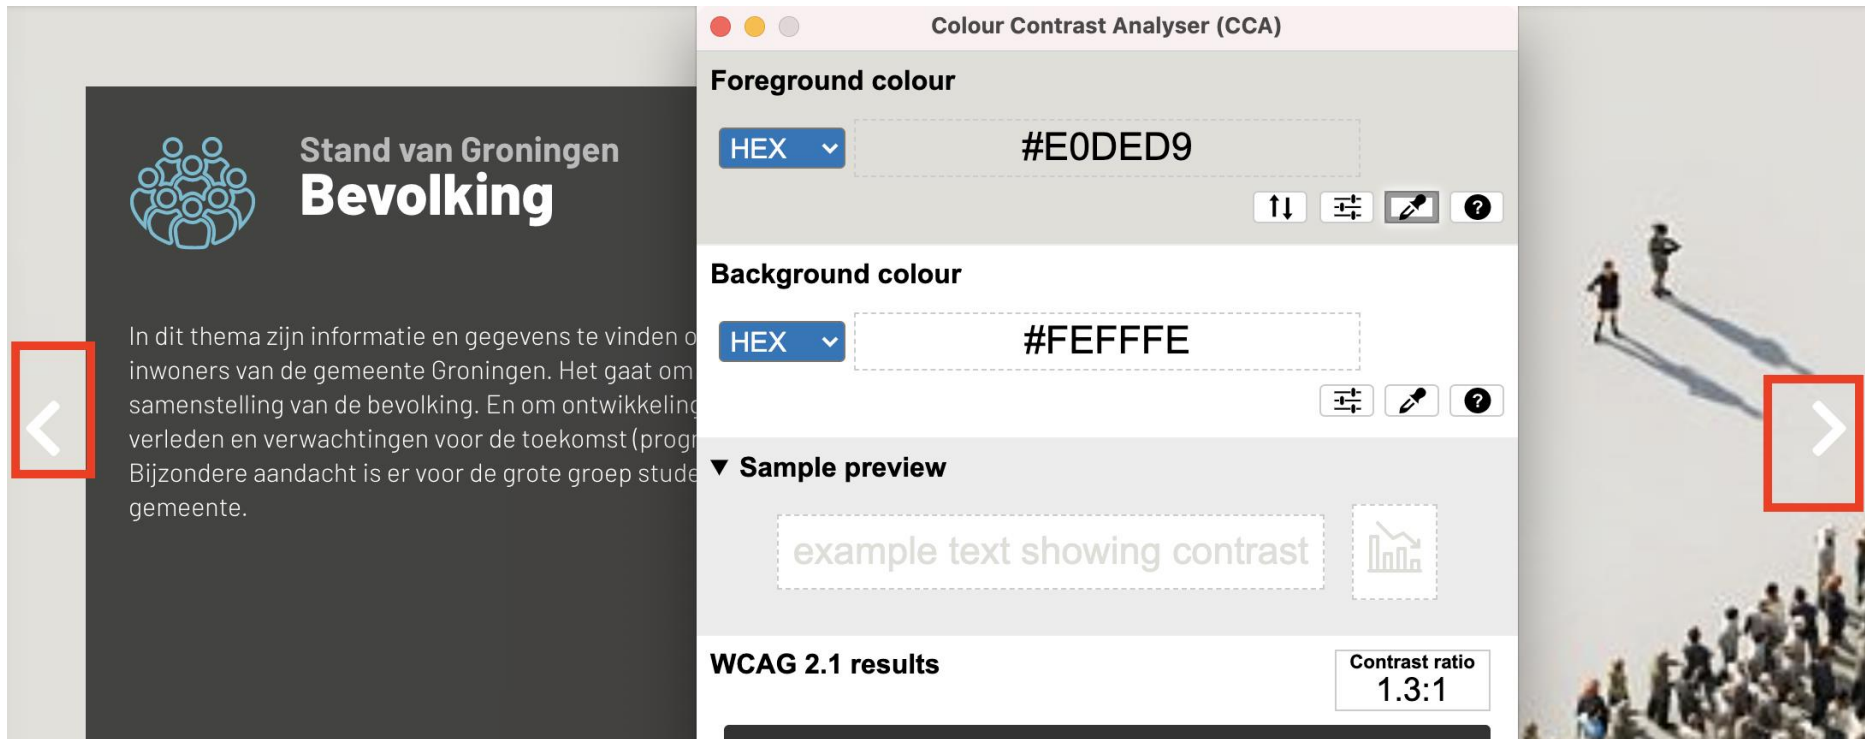 Colour Contrast Analyser (CCA)
Foreground colour
HEX
#E0DED9
Background colour
HEX
#FEFFFE
Sample preview
example text showing contrast
WCAG 2.1 results
Contrast ratio
1.3:1
Stand van Groningen
Bevolking
In dit thema zijn informatie en gegevens te vinden o
inwoners van de gemeente Groningen. Het gaat om
samenstelling van de bevolking. En om ontwikkeling
verleden en verwachtingen voor de toekomst (progr
Bijzondere aandacht is er voor de grote groep stude
gemeente.